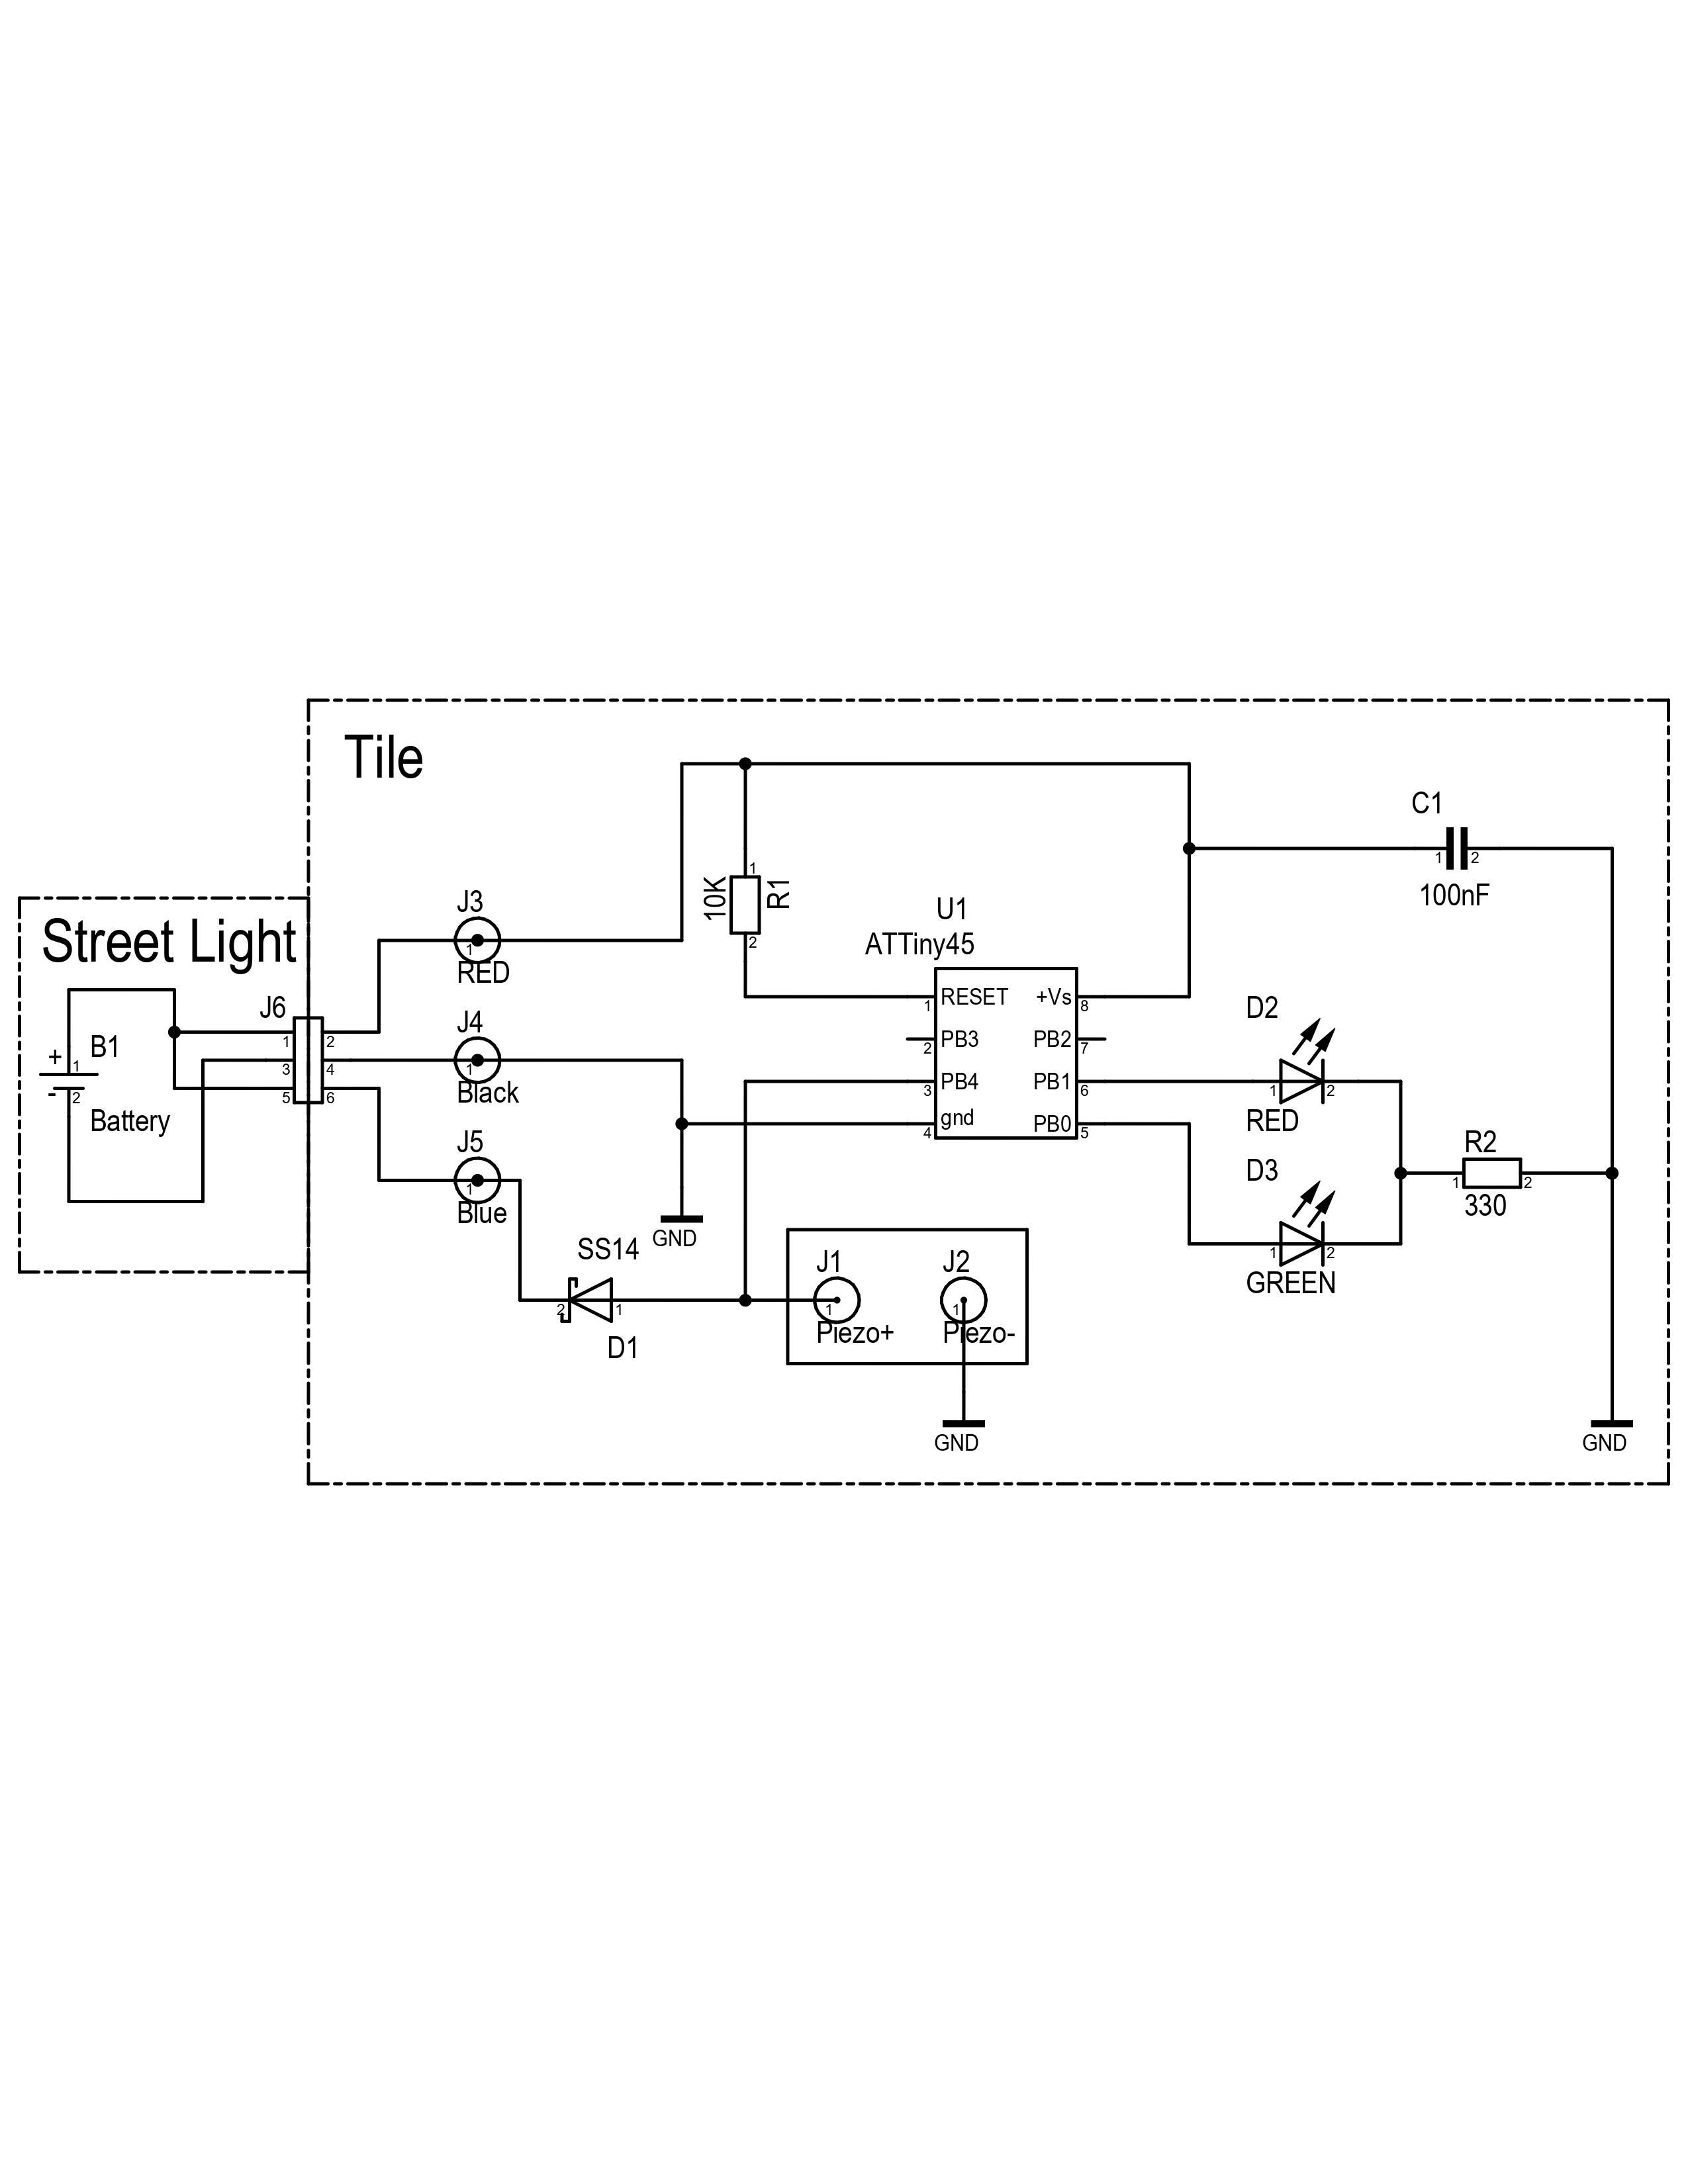 Tile
C1
1 2
100nF
J3
1
RED
1
10K
R1
2
U1
ATTiny45
RESET +Vs
1 8
PB3 PB2
2 7
PB4 PB1
3 6
gnd PB0
4 5
Street Light
J6
1 2
3 4
5 6
+ B1
1
- 2
Battery
J4
1
Black
J5
1
Blue
GND
D2
1 2
RED
D3
1 2
GREEN
R2
1 2
330
SS14
2 1
D1
J1
1
Piezo+
J2
1
Piezo-
GND
GND